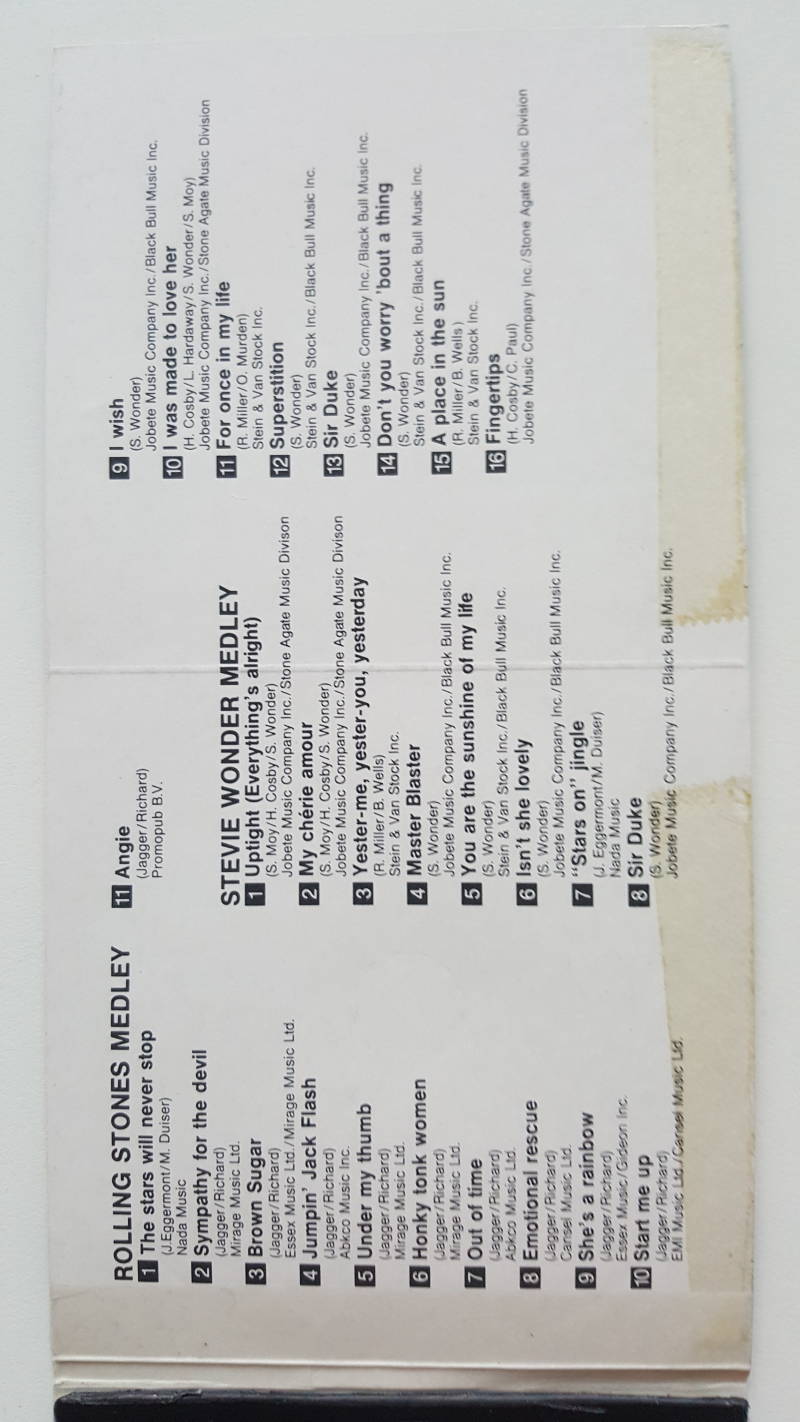 ROLLING STONES MEDLEY
1 The stars will never stop
(J.Eggermont/M. Duiser)
Nada Music
2 Sympathy for the devil
(Jagger/Richard)
Mirage Music Ltd.
3 Brown Sugar
(Jagger/Richard)
Essex Music Ltd./Mirage Music Ltd.
4 Jumpin' Jack Flash
(Jagger/Richard)
Abkco Music Inc.
5 Under my thumb
(Jagger/Richard)
Mirage Music Ltd.
6 Honky tonk women
(Jagger/Richard)
Mirage Music Ltd.
7 Out of time
(Jagger/Richard)
Abkco Music Ltd.
8 Emotional rescue
(Jagger/Richard)
Cansel Music Ltd.
9 She's a rainbow
(Jagger/Richard)
Essex Music/Gideon Inc.
10 Start me up
(Jagger/Richard)
EMI Music Ltd./Cansel Music Ltd.
11 Angie
(Jagger/Richard)
Promopub B.V.
STEVIE WONDER MEDLEY
1 Uptight (Everything's alright)
(S. Moy/H. Cosby/S. Wonder)
Jobete Music Company Inc./Stone Agate Music Divison
2 My chérie amour
(S. Moy/H. Cosby/S. Wonder)
Jobete Music Company Inc./Stone Agate Music Divison
3 Yester-me, yester-you, yesterday
(R. Miller/B. Wells)
Stein & Van Stock Inc.
4 Master Blaster
(S. Wonder)
Jobete Music Company Inc./Black Bull Music Inc.
5 You are the sunshine of my life
(S. Wonder)
Stein & Van Stock Inc./Black Bull Music Inc.
6 Isn't she lovely
(S. Wonder)
Jobete Music Company Inc./Black Bull Music Inc.
7 "Stars on" jingle
(J. Eggermont/M. Duiser)
Nada Music
8 Sir Duke
(S. Wonder)
Jobete Music Company Inc./Black Bull Music Inc.
9 I wish
(S. Wonder)
Jobete Music Company Inc./Black Bull Music Inc.
10 I was made to love her
(H. Cosby/L. Hardaway/S. Wonder/S. Moy)
Jobete Music Company Inc./Stone Agate Music Division
11 For once in my life
(R. Miller/O. Murden)
Stein & Van Stock Inc.
12 Superstition
(S. Wonder)
Stein & Van Stock Inc./Black Bull Music Inc.
13 Sir Duke
(S. Wonder)
Jobete Music Company Inc./Black Bull Music Inc.
14 Don't you worry 'bout a thing
(S. Wonder)
Stein & Van Stock Inc./Black Bull Music Inc.
15 A place in the sun
(R. Miller/B. Wells)
Stein & Van Stock Inc.
16 Fingertips
(H. Cosby/C. Paul)
Jobete Music Company Inc./Stone Agate Music Division